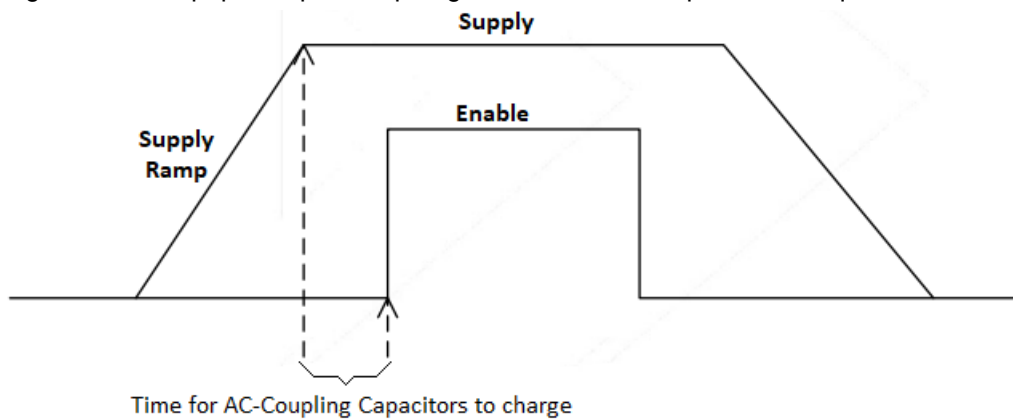 Supply
Enable
Supply
Ramp
Time for AC-Coupling Capacitors to charge